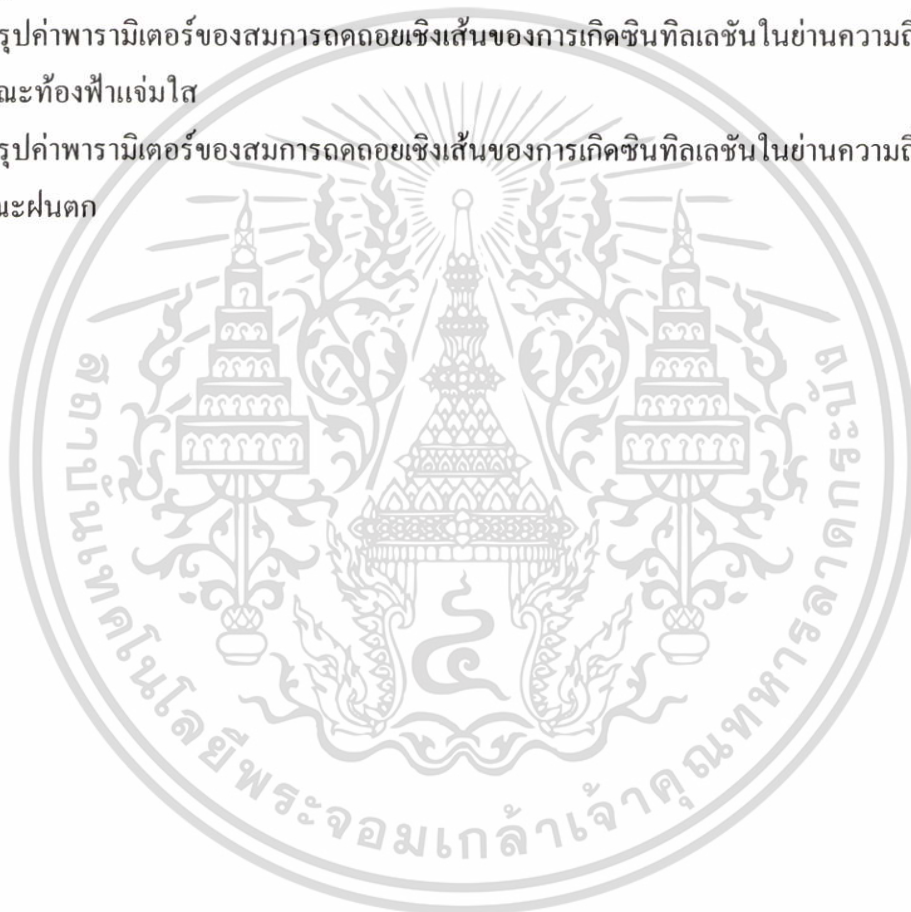 รุปค่าพารามิเตอร์ของสมการถดถอยเชิงเส้นของการเกิดซินทิลเลชันในย่านความถี่
ณะท้องฟ้าแจ่มใส
รุปค่าพารามิเตอร์ของสมการถดถอยเชิงเส้นของการเกิดซินทิลเลชันในย่านความถี่
ณะฝนตก
สถาบันเทคโนโลยีพระจอมเกล้าเจ้าคุณทหารลาดกระบัง
๔